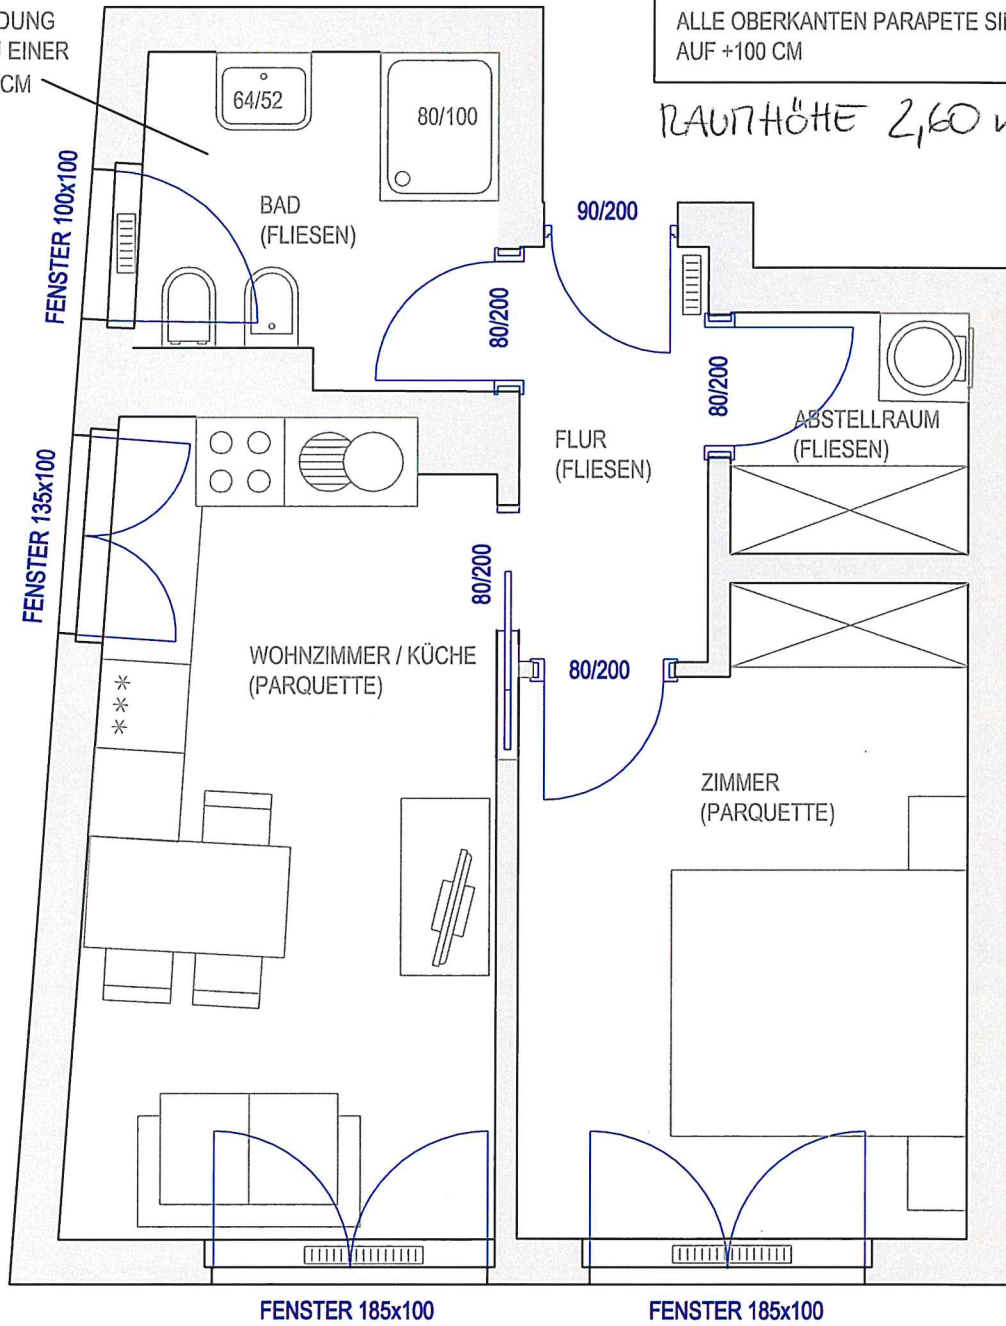 EINER
CM
ALLE OBERKANTEN PARAPETE
AUF +100 CM
RAUMHÖHE 2,60
64/52
80/100
BAD
(FLIESEN)
FENSTER 100x100
90/200
80/200
80/200
ABSTELLRAUM
(FLIESEN)
FLUR
(FLIESEN)
FENSTER 135x100
80/200
WOHNZIMMER / KÜCHE
(PARQUETTE)
80/200
***
ZIMMER
(PARQUETTE)
FENSTER 185x100
FENSTER 185x100